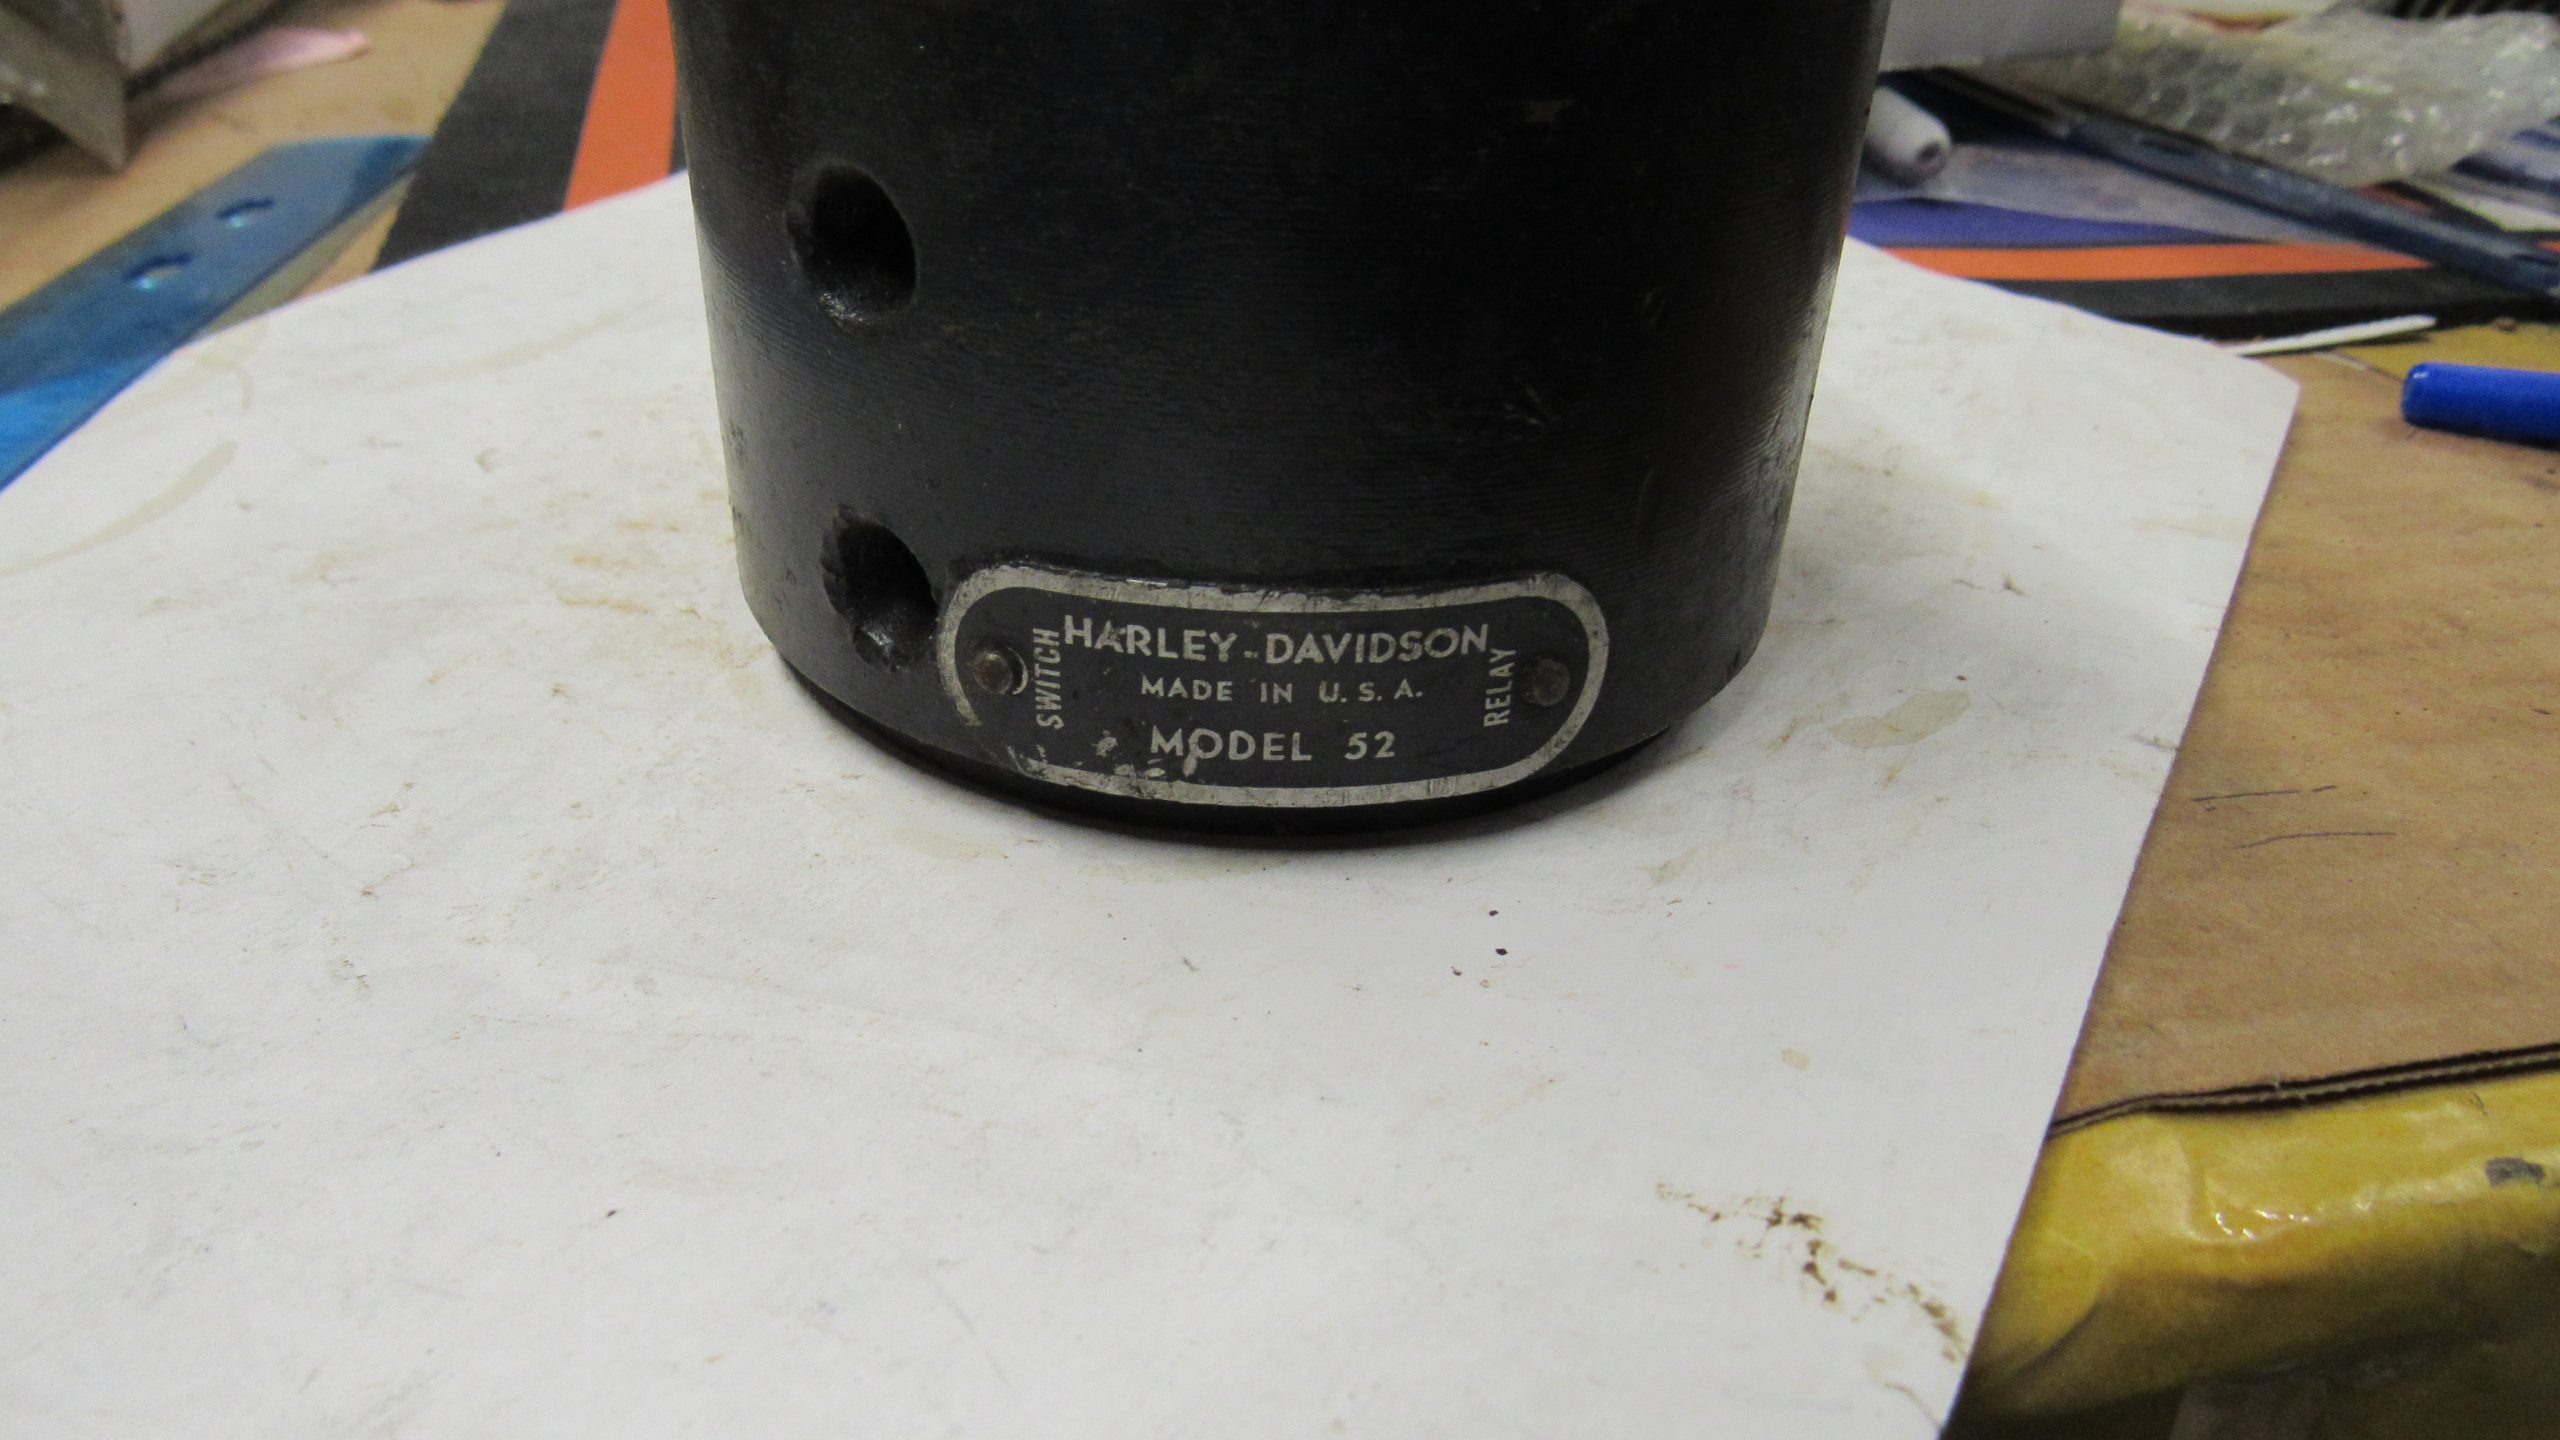 HARLEY-DAVIDSON
SWITCH
MADE IN U.S.A.
RELAY
MODEL 52